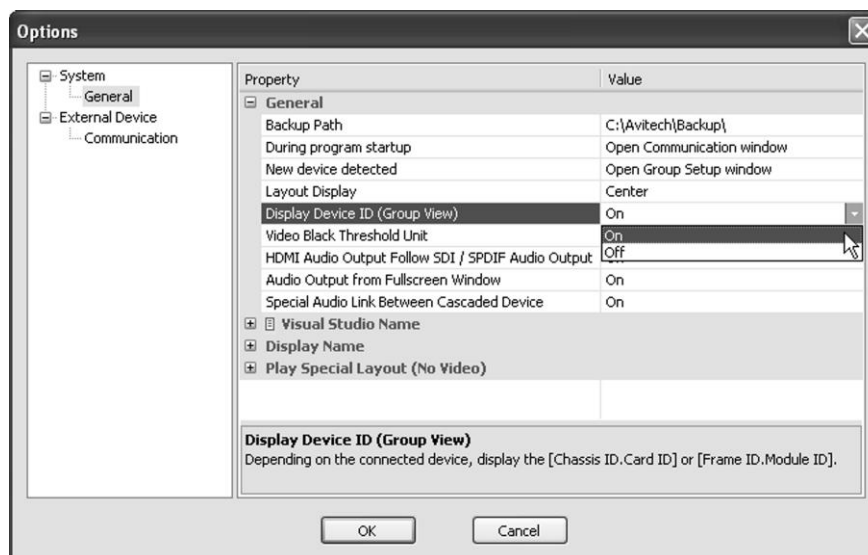 Options
System
General
External Device
Communication
Property Value
General
Backup Path C:\Avitech\Backup\
During program startup Open Communication window
New device detected Open Group Setup window
Layout Display Center
Display Device ID (Group View) On
Video Black Threshold Unit On
HDMI Audio Output Follow SDI / SPDIF Audio Output Off
Audio Output from Fullscreen Window On
Special Audio Link Between Cascaded Device On
Visual Studio Name
Display Name
Play Special Layout (No Video)
Display Device ID (Group View)
Depending on the connected device, display the [Chassis ID.Card ID] or [Frame ID.Module ID].
OK Cancel